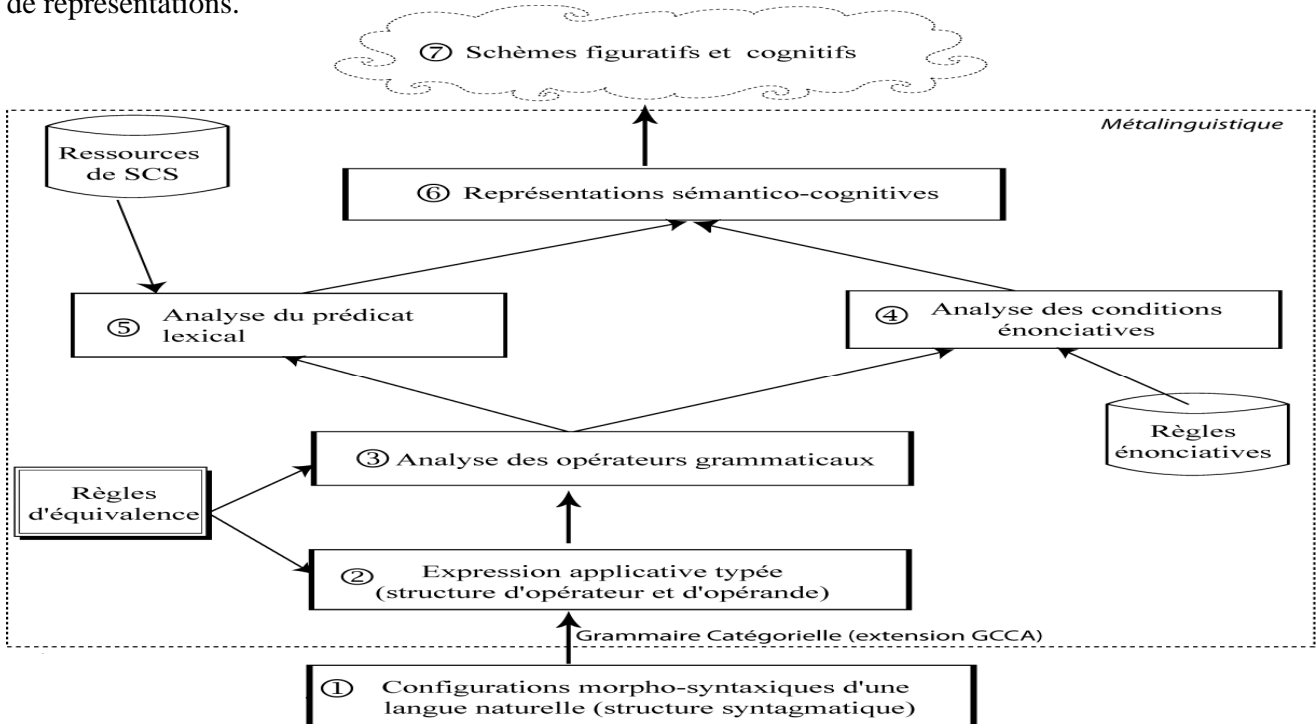 de représentations.
⑦ Schèmes figuratifs et cognitifs
Métalinguistique
Ressources
de SCS
⑥ Représentations sémantico-cognitives
⑤ Analyse du prédicat
lexical
④ Analyse des conditions
énonciatives
Règles
énonciatives
③ Analyse des opérateurs grammaticaux
Règles
d'équivalence
② Expression applicative typée
(structure d'opérateur et d'opérande)
Grammaire Catégorielle (extension GCCA)
① Configurations morpho-syntaxiques d'une
langue naturelle (structure syntagmatique)